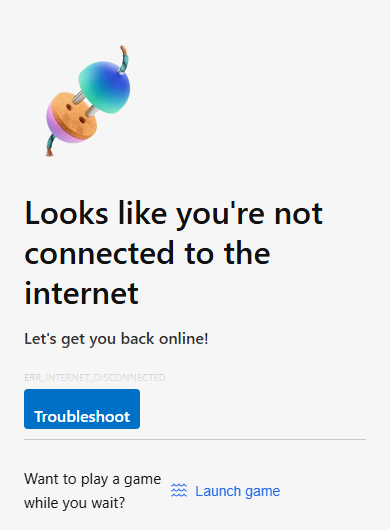 Looks like you're not
connected to the
internet
Let's get you back online!
ERR_INTERNET_DISCONNECTED
Troubleshoot
Want to play a game
while you wait?
Launch game